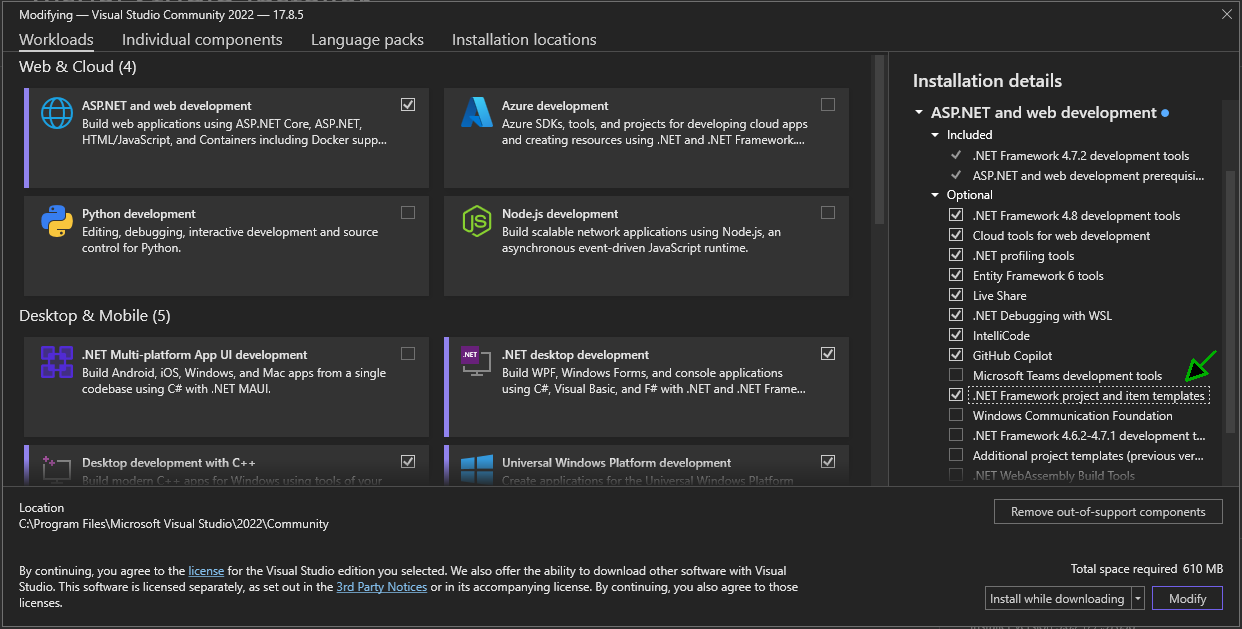 Modifying — Visual Studio Community 2022 — 17.8.5
Workloads Individual components Language packs Installation locations
Web & Cloud (4)
ASP.NET and web development
Build web applications using ASP.NET Core, ASP.NET,
HTML/JavaScript, and Containers including Docker supp...
Azure development
Azure SDKs, tools, and projects for developing cloud apps
and creating resources using .NET and .NET Framework....
Python development
Editing, debugging, interactive development and source
control for Python.
JS
Node.js development
Build scalable network applications using Node.js, an
asynchronous event-driven JavaScript runtime.
Desktop & Mobile (5)
.NET Multi-platform App UI development
Build Android, iOS, Windows, and Mac apps from a single
codebase using C# with .NET MAUI.
.NET
.NET desktop development
Build WPF, Windows Forms, and console applications
using C#, Visual Basic, and F# with .NET and .NET Frame...
Desktop development with C++
Build modern C++ apps for Windows using tools of your
Universal Windows Platform development
Create applications for the Universal Windows Platform
Installation details
ASP.NET and web development
Included
.NET Framework 4.7.2 development tools
ASP.NET and web development prerequisi...
Optional
.NET Framework 4.8 development tools
Cloud tools for web development
.NET profiling tools
Entity Framework 6 tools
Live Share
.NET Debugging with WSL
IntelliCode
GitHub Copilot
Microsoft Teams development tools
.NET Framework project and item templates
Windows Communication Foundation
.NET Framework 4.6.2-4.7.1 development t...
Additional project templates (previous ver...
.NET WebAssembly Build Tools
Location
C:\Program Files\Microsoft Visual Studio\2022\Community
Remove out-of-support components
By continuing, you agree to the license for the Visual Studio edition you selected. We also offer the ability to download other software with Visual
Studio. This software is licensed separately, as set out in the 3rd Party Notices or in its accompanying license. By continuing, you also agree to those
licenses.
Total space required 610 MB
Install while downloading
Modify